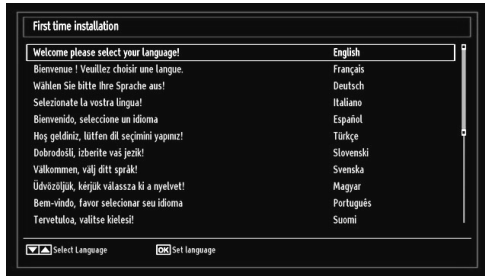 First time installation
Welcome please select your language! English
Bienvenue ! Veuillez choisir une langue. Français
Wählen Sie bitte Ihre Sprache aus! Deutsch
Selezionate la vostra lingua! Italiano
Bienvenido, seleccione un idioma Español
Hoş geldiniz, lütfen dil seçimini yapınız! Türkçe
Dobrodošli, izberite vaš jezik! Slovenski
Välkommen, välj ditt språk! Svenska
Üdvözöljük, kérjük válassza ki a nyelvet! Magyar
Bem-vindo, favor selecionar seu idioma Português
Tervetuloa, valitse kielesi! Suomi
Select Language OK Set language